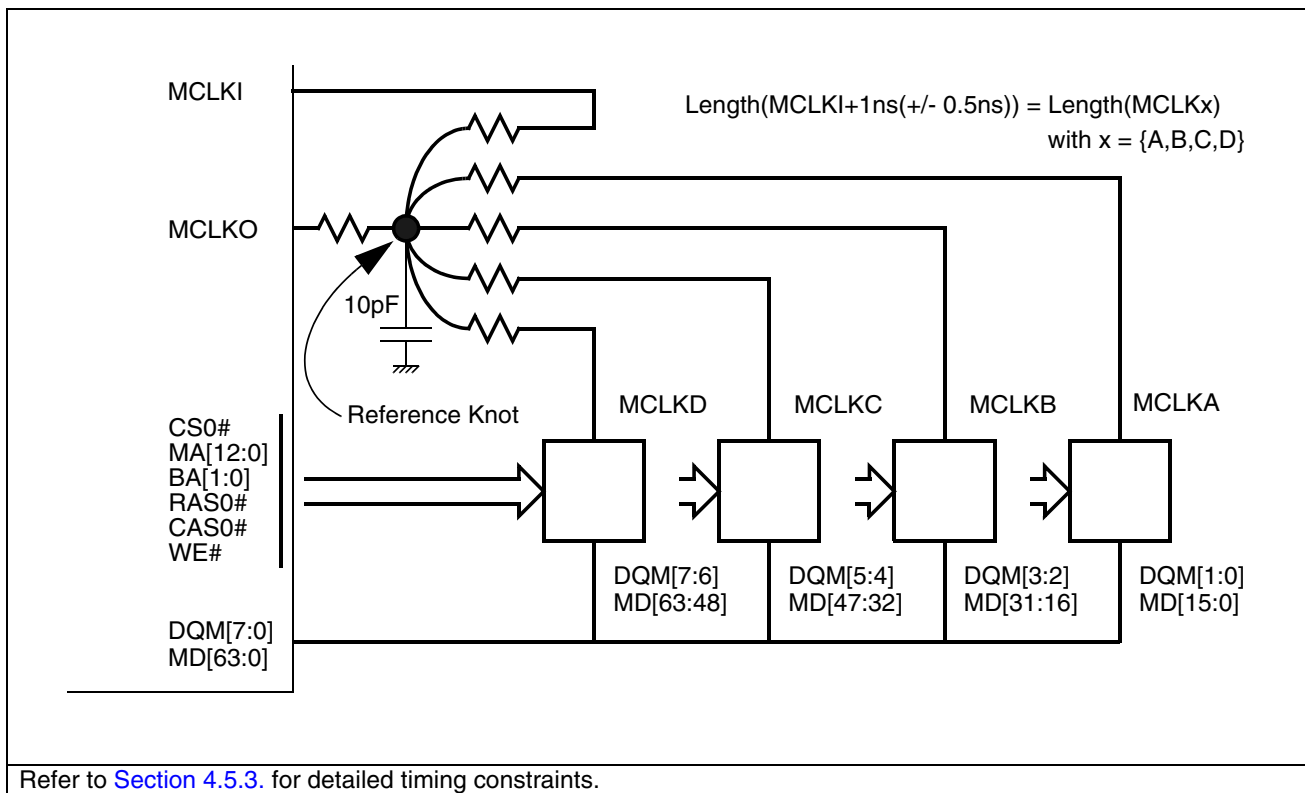 MCLKI
Length(MCLKI+1ns(+/- 0.5ns)) = Length(MCLKx)
with x = {A,B,C,D}
MCLKO
10pF
Reference Knot
MCLKD
MCLKC
MCLKB
MCLKA
CS0#
MA[12:0]
BA[1:0]
RAS0#
CAS0#
WE#
DQM[7:6]
MD[63:48]
DQM[5:4]
MD[47:32]
DQM[3:2]
MD[31:16]
DQM[1:0]
MD[15:0]
DQM[7:0]
MD[63:0]
Refer to Section 4.5.3. for detailed timing constraints.